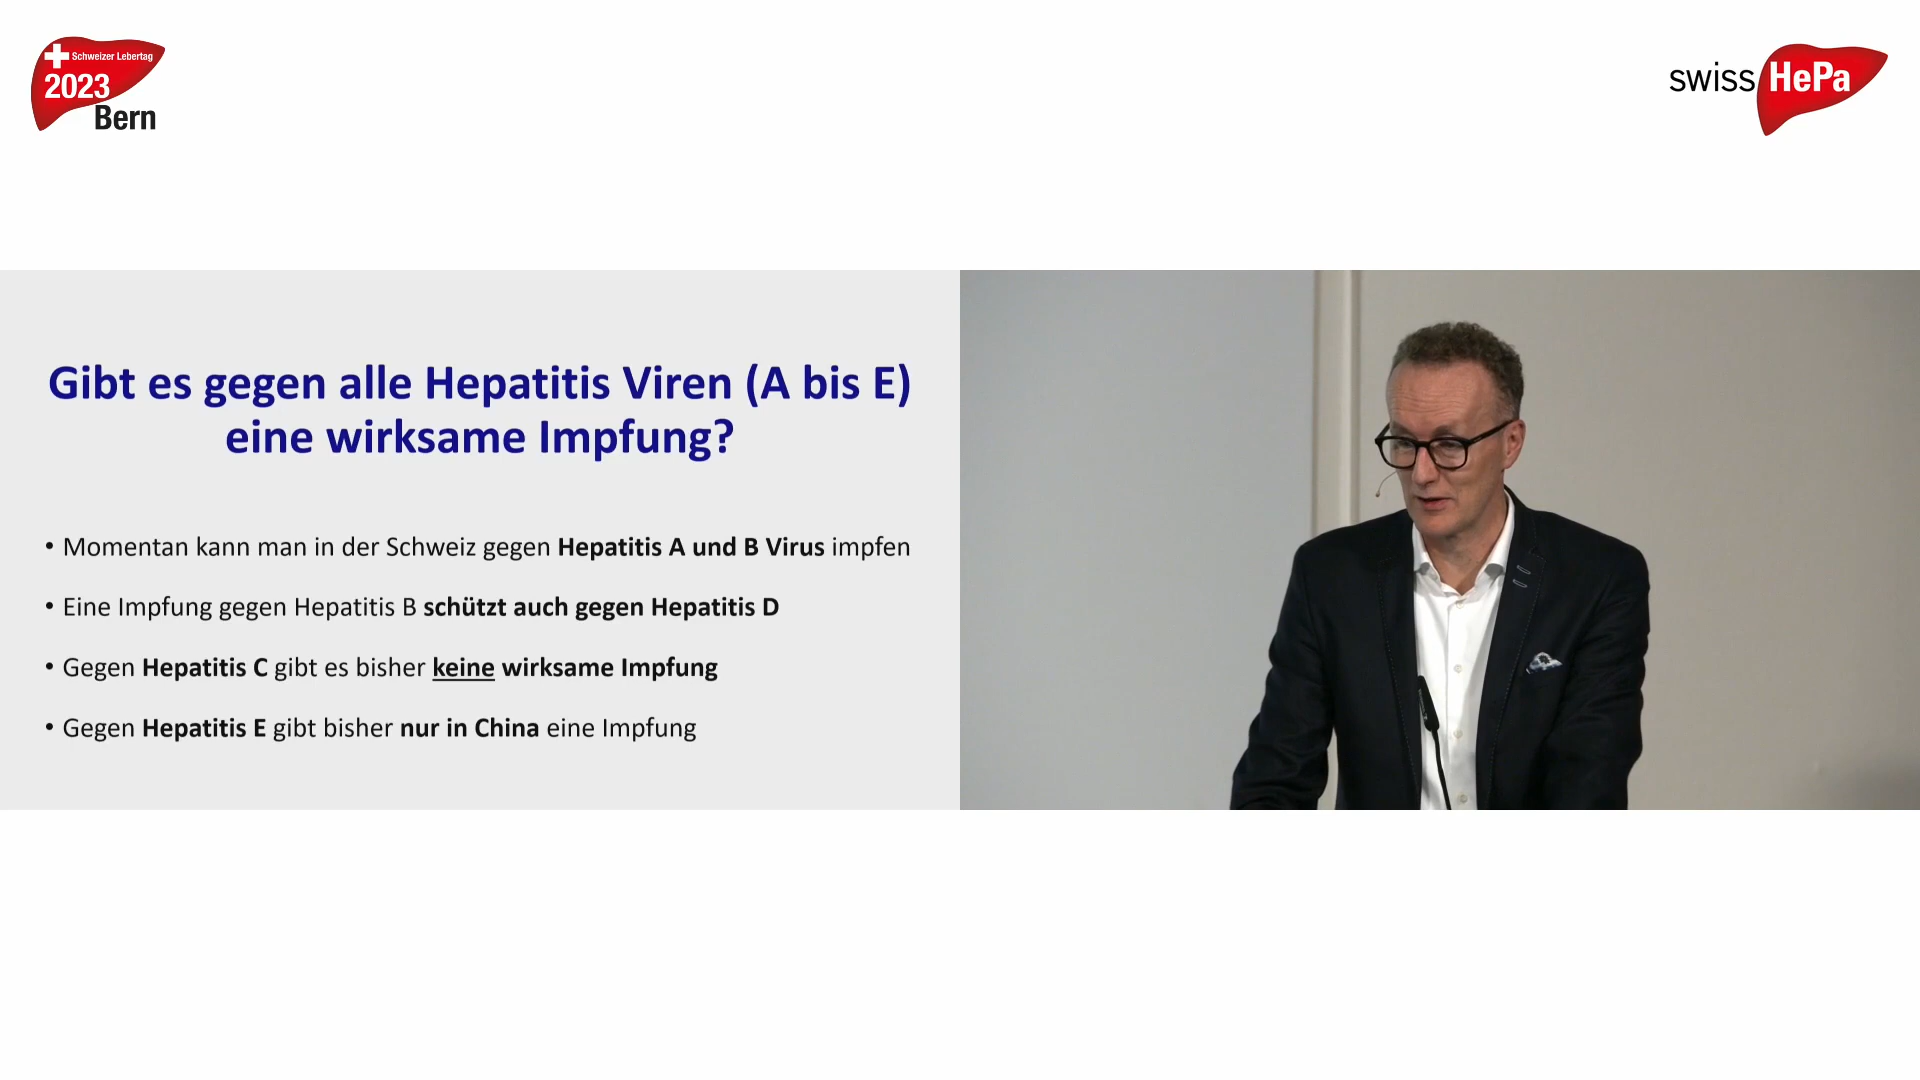 Schweizer Lebertag
2023
Bern
swiss HePa
Gibt es gegen alle Hepatitis Viren (A bis E)
eine wirksame Impfung?
• Momentan kann man in der Schweiz gegen Hepatitis A und B Virus impfen
• Eine Impfung gegen Hepatitis B schützt auch gegen Hepatitis D
• Gegen Hepatitis C gibt es bisher keine wirksame Impfung
• Gegen Hepatitis E gibt bisher nur in China eine Impfung